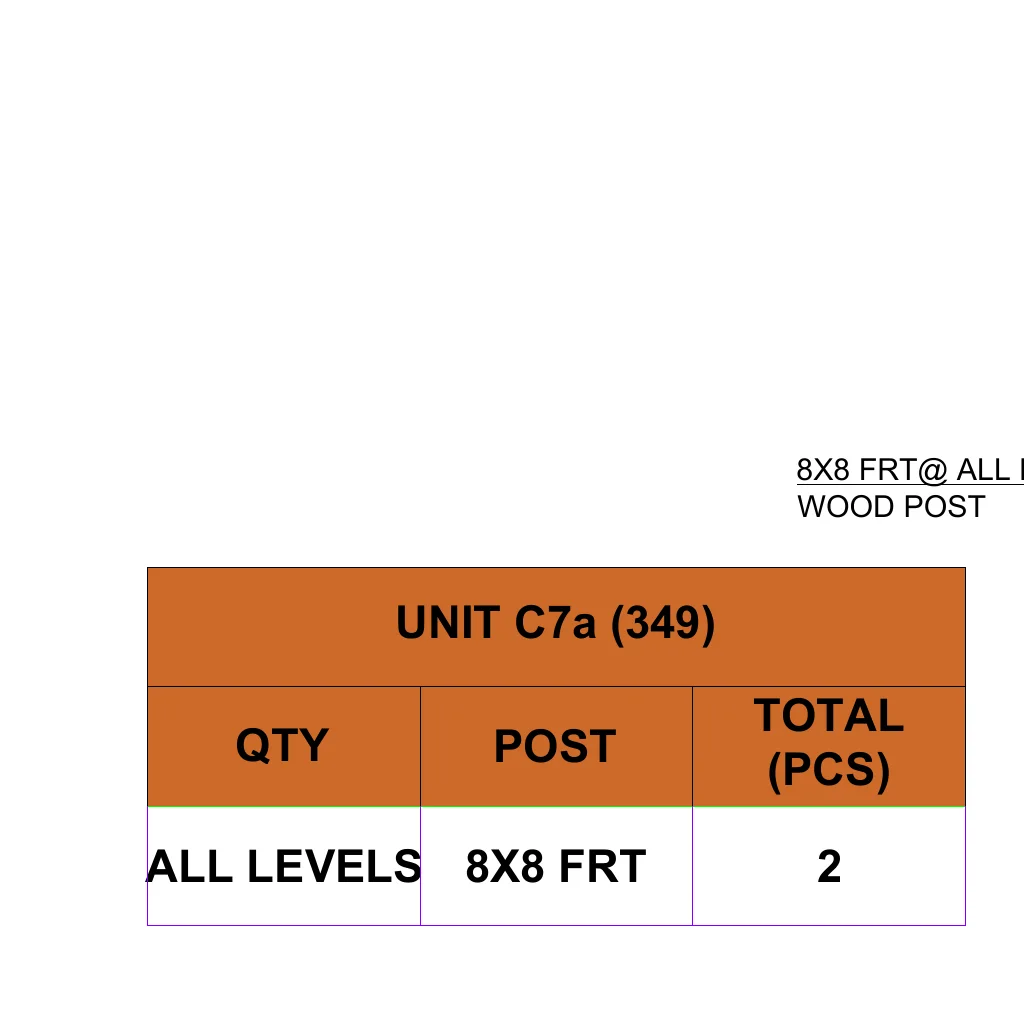 8X8 FRT@ ALL
WOOD POST
UNIT C7a (349)
QTY
POST
TOTAL
(PCS)
ALL LEVELS
8X8 FRT
2